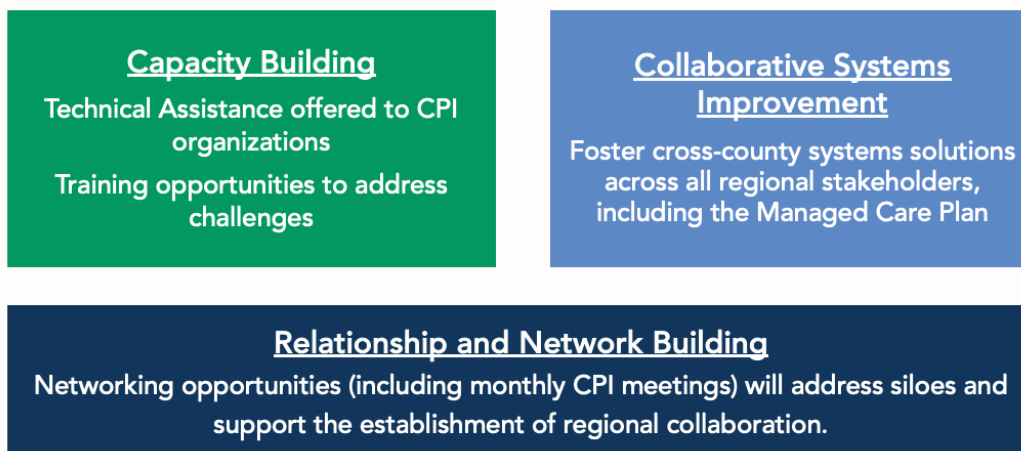 Capacity Building
Technical Assistance offered to CPI
organizations
Training opportunities to address
challenges
Collaborative Systems
Improvement
Foster cross-county systems solutions
across all regional stakeholders,
including the Managed Care Plan
Relationship and Network Building
Networking opportunities (including monthly CPI meetings) will address siloes and
support the establishment of regional collaboration.